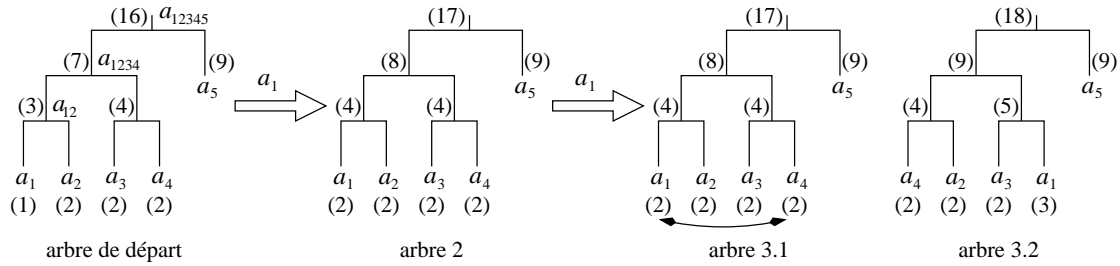 (16) a₁₂₃₄₅ (17) (17) (18)
(7) a₁₂₃₄ (9) (8) (9) (8) (9) (9) (9)
a₅ a₁ a₅ a₁ a₅ a₅
(3) a₁₂ (4) (4) (4) (4) (4) (4) (5)
a₁ a₂ a₃ a₄ a₁ a₂ a₃ a₄ a₁ a₂ a₃ a₄ a₄ a₂ a₃ a₁
(1) (2) (2) (2) (2) (2) (2) (2) (2) (2) (2) (2) (2) (2) (2) (3)
arbre de départ arbre 2 arbre 3.1 arbre 3.2